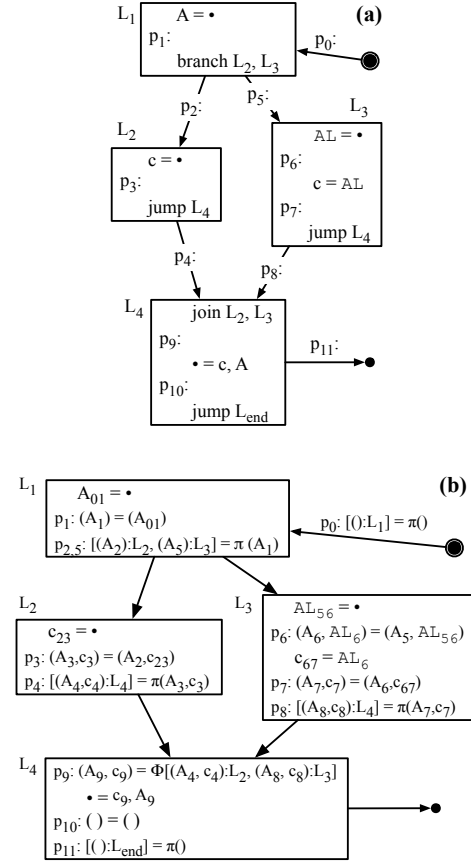 (a)
L₁
A = •
p₁:
branch L₂, L₃
p₀:
p₂:
p₅:
L₂
c = •
p₃:
jump L₄
L₃
AL = •
p₆:
c = AL
p₇:
jump L₄
p₄:
p₈:
L₄
join L₂, L₃
p₉:
• = c, A
p₁₀:
jump Lend
p₁₁:
(b)
L₁
A₀₁ = •
p₁: (A₁) = (A₀₁)
p₂,₅: [(A₂):L₂, (A₅):L₃] = π (A₁)
p₀: [():L₁] = π()
L₂
c₂₃ = •
p₃: (A₃,c₃) = (A₂,c₂₃)
p₄: [(A₄,c₄):L₄] = π(A₃,c₃)
L₃
AL₅₆ = •
p₆: (A₆, AL₆) = (A₅, AL₅₆)
c₆₇ = AL₆
p₇: (A₇,c₇) = (A₆,c₆₇)
p₈: [(A₈,c₈):L₄] = π(A₇,c₇)
L₄
p₉: (A₉, c₉) = Φ[(A₄, c₄):L₂, (A₈, c₈):L₃]
• = c₉, A₉
p₁₀: ( ) = ( )
p₁₁: [( ):Lend] = π()